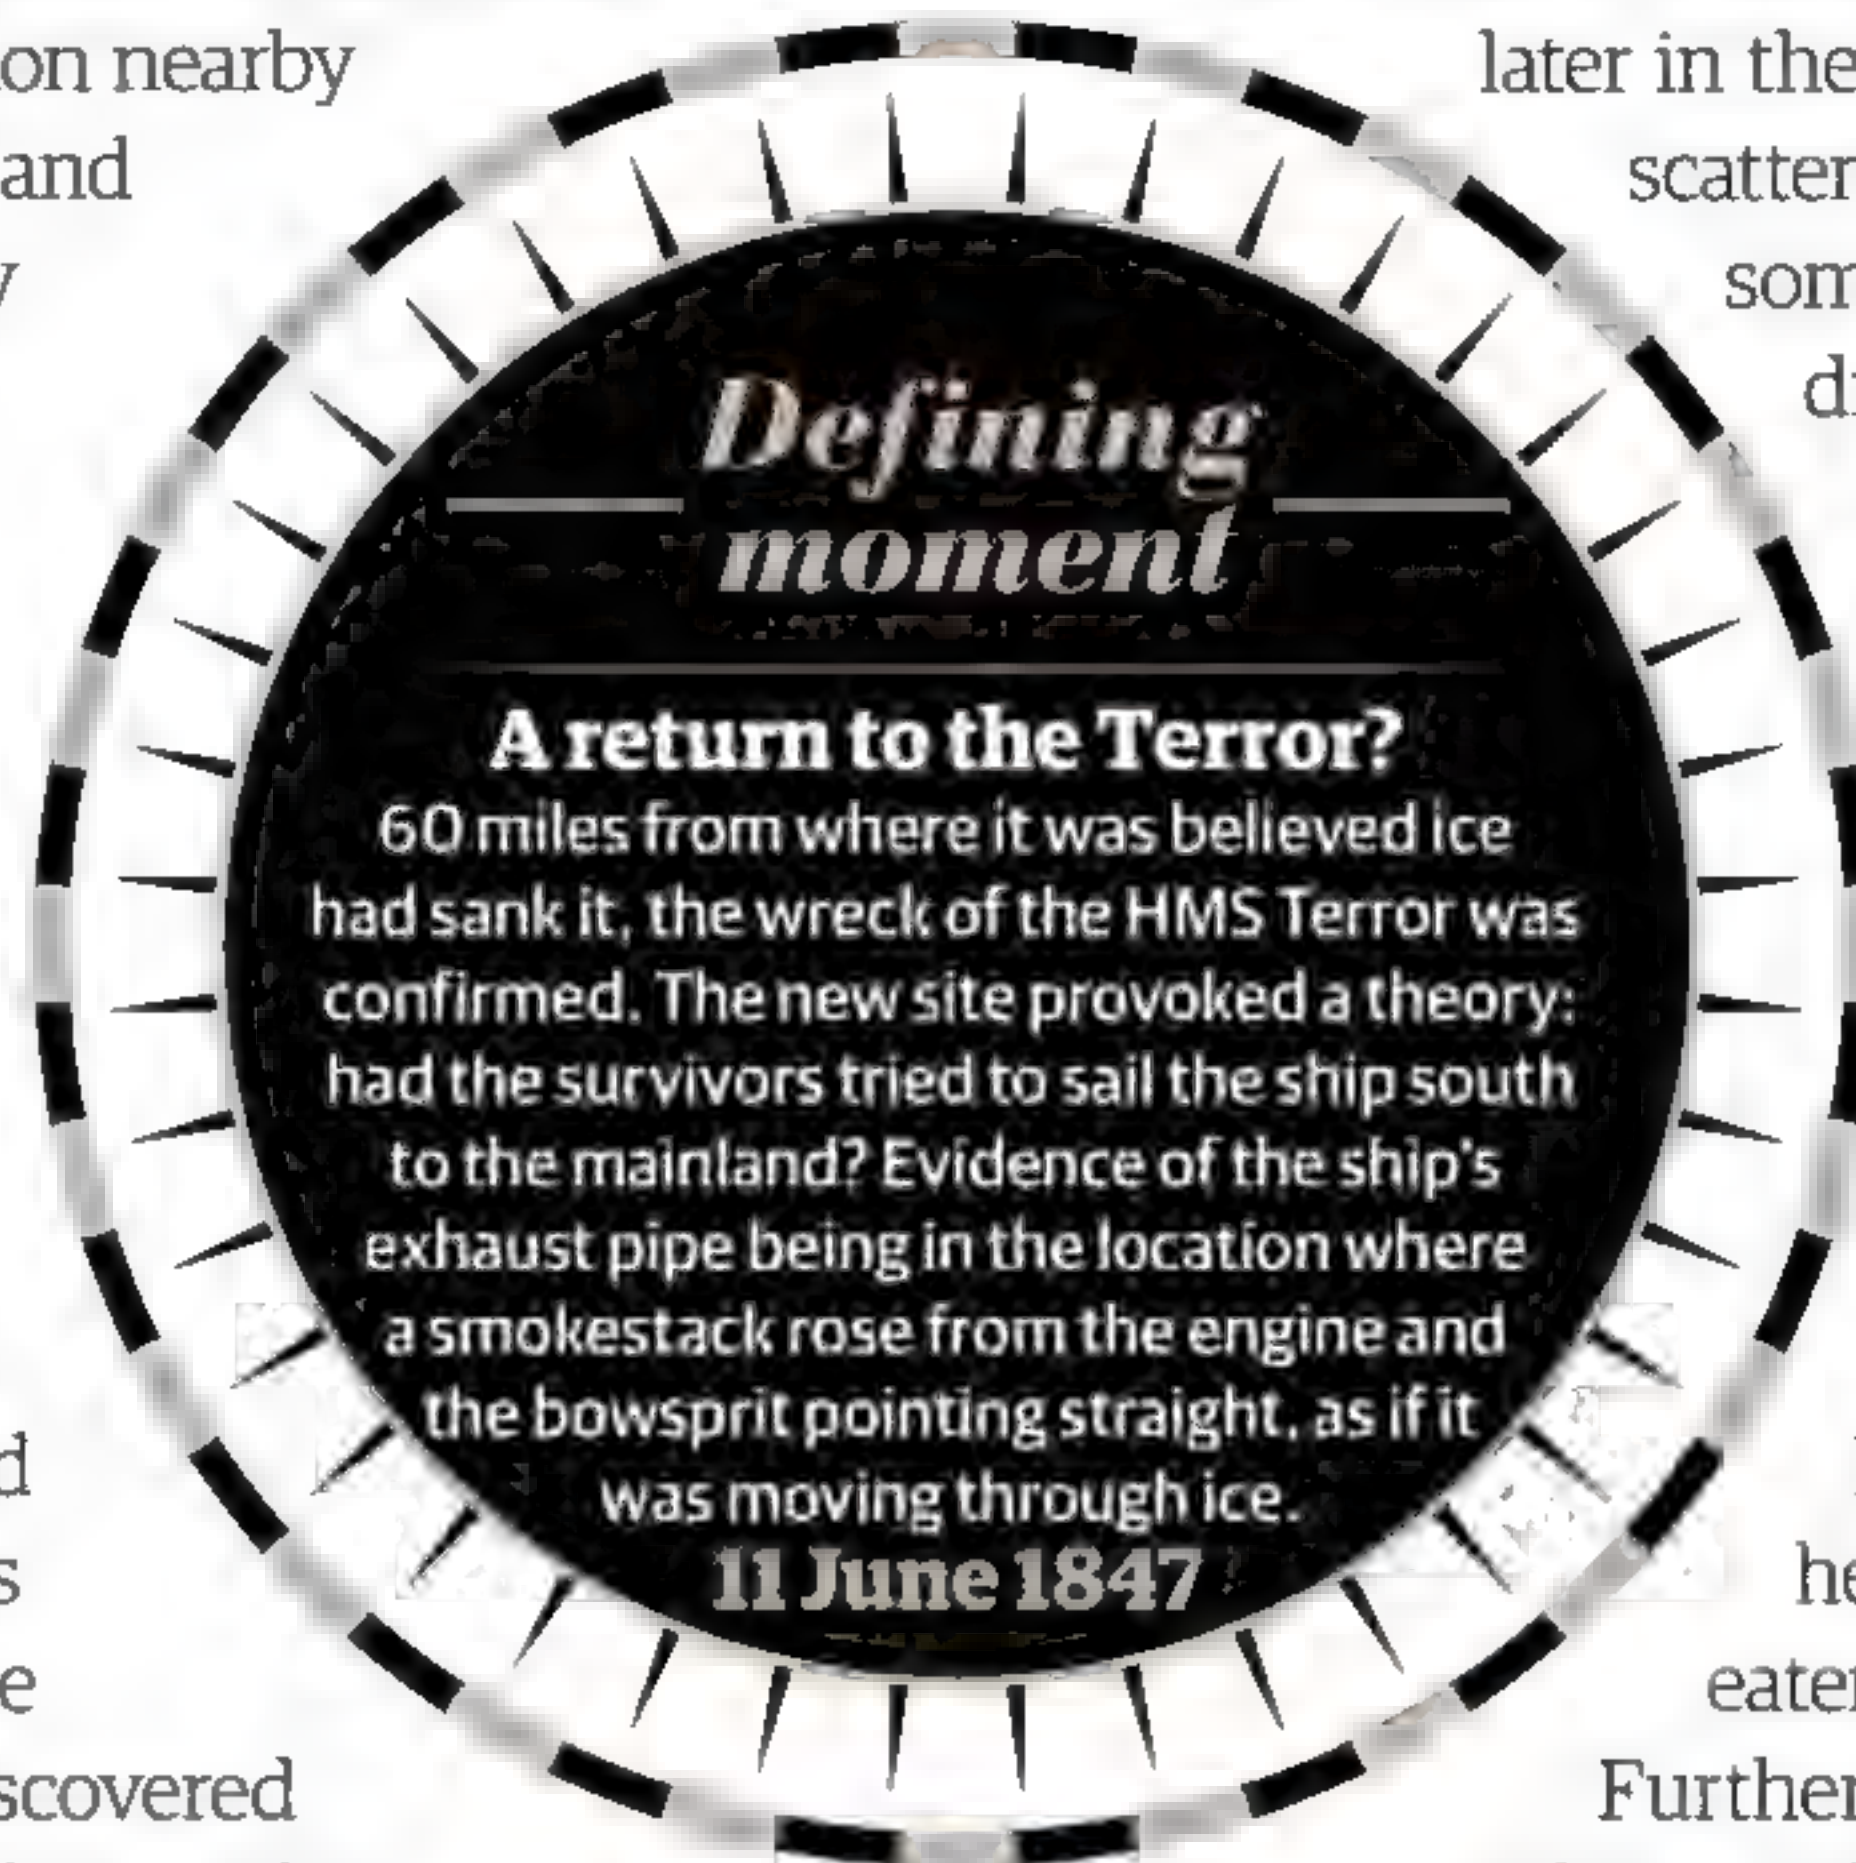 on nearby
and
y
later in the
scatter
som
Defining
moment
A return to the Terror?
60 miles from where it was believed ice
had sank it, the wreck of the HMS Terror was
confirmed. The new site provoked a theory:
had the survivors tried to sail the ship south
to the mainland? Evidence of the ship's
exhaust pipe being in the location where
a smokestack rose from the engine and
the bowsprit pointing straight, as if it
was moving through ice.
11 June 1847
d
s
e
scovered
he
eater
Further